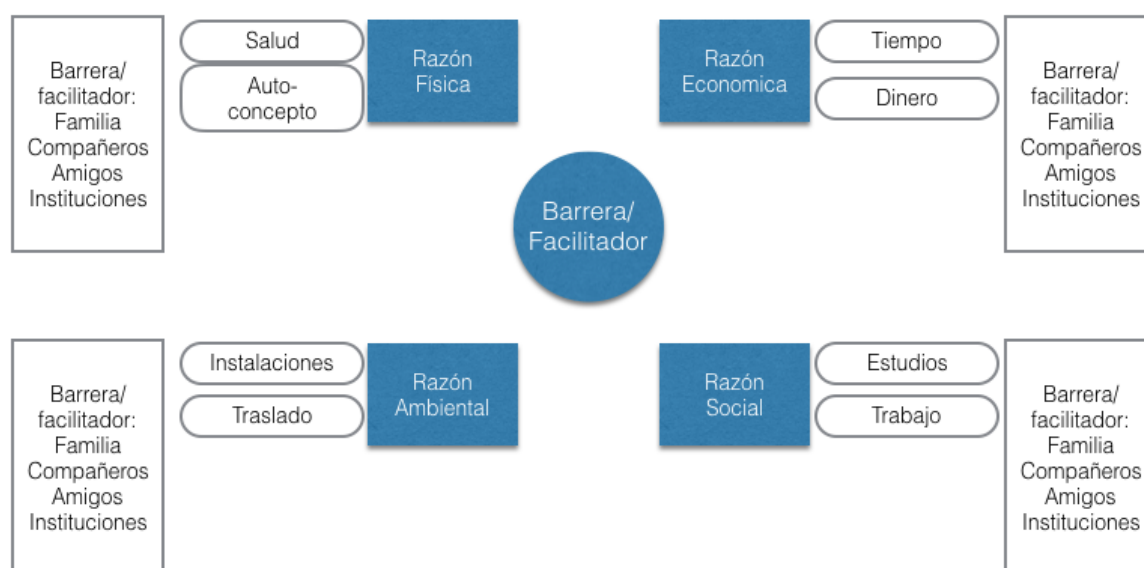 Barrera/
facilitador:
Familia
Compañeros
Amigos
Instituciones
Salud
Auto-
concepto
Razón
Física
Razón
Economica
Tiempo
Dinero
Barrera/
facilitador:
Familia
Compañeros
Amigos
Instituciones
Barrera/
Facilitador
Barrera/
facilitador:
Familia
Compañeros
Amigos
Instituciones
Instalaciones
Traslado
Razón
Ambiental
Razón
Social
Estudios
Trabajo
Barrera/
facilitador:
Familia
Compañeros
Amigos
Instituciones